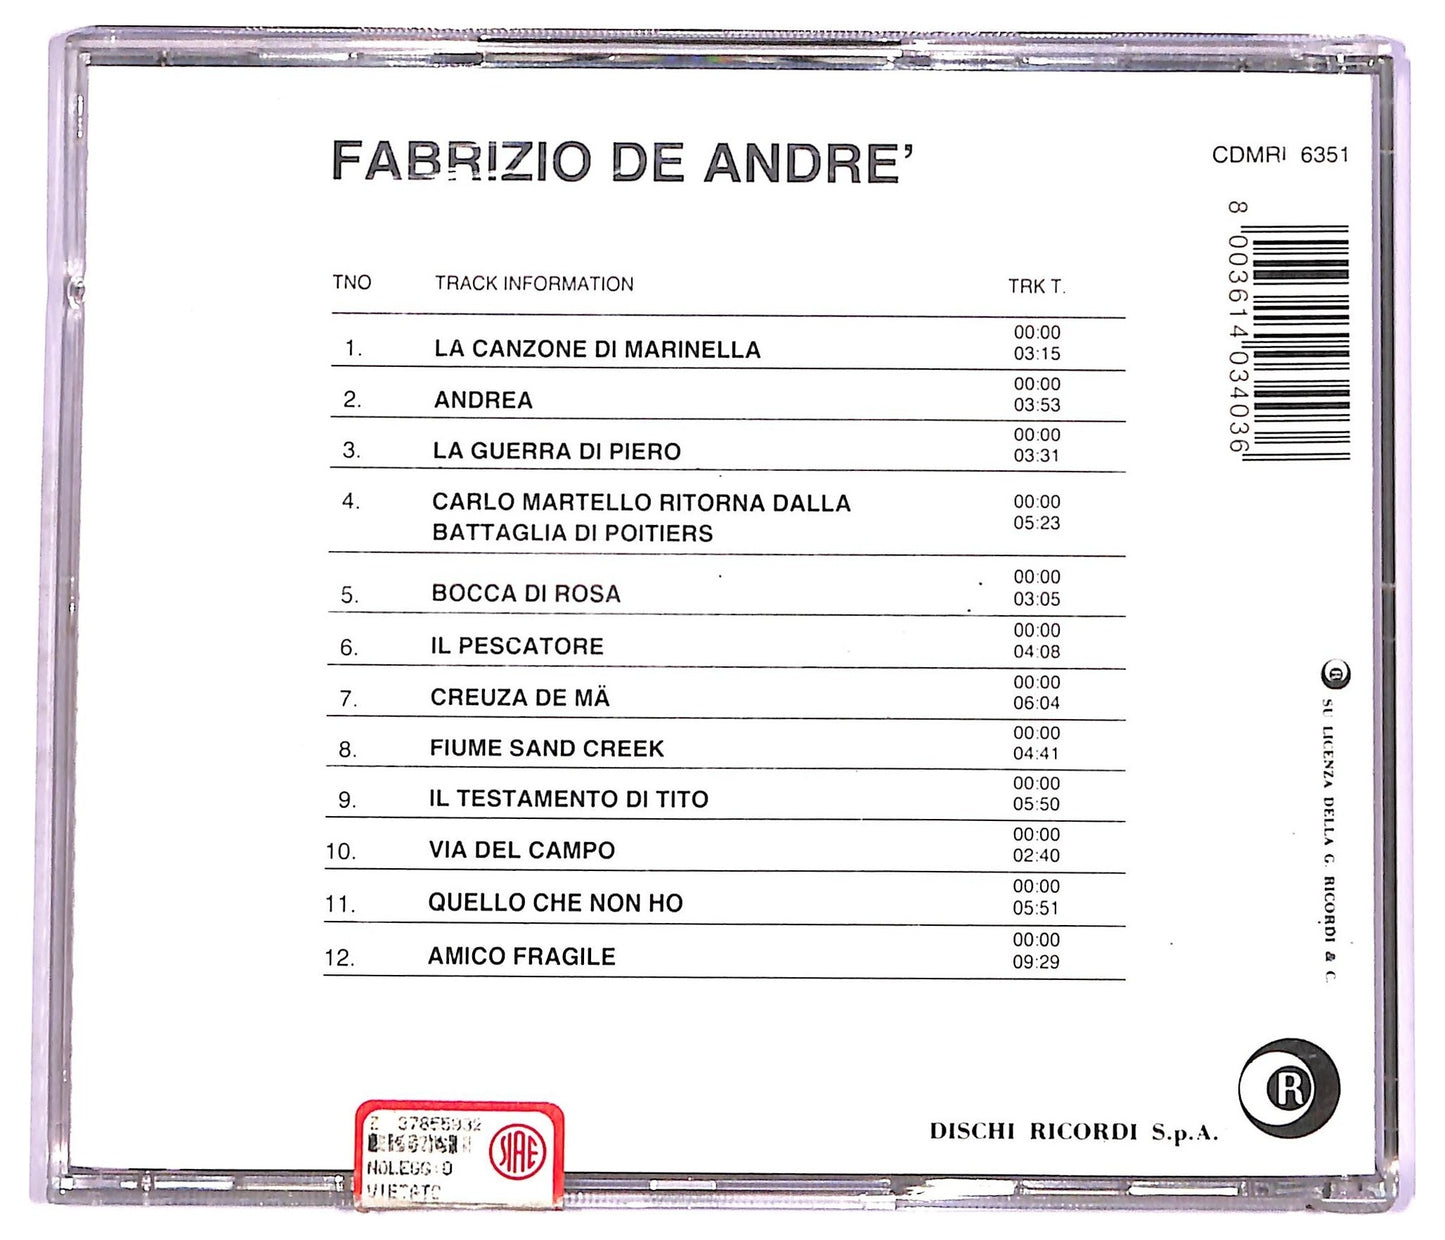 FABRIZIO DE ANDRE'
CDMRI 6351
8 003614 034036
TNO TRACK INFORMATION TRK T.
1. LA CANZONE DI MARINELLA 00:00 03:15
2. ANDREA 00:00 03:53
3. LA GUERRA DI PIERO 00:00 03:31
4. CARLO MARTELLO RITORNA DALLA 00:00
BATTAGLIA DI POITIERS 05:23
5. BOCCA DI ROSA 00:00 03:05
6. IL PESCATORE 00:00 04:08
7. CREUZA DE MÄ 00:00 06:04
8. FIUME SAND CREEK 00:00 04:41
9. IL TESTAMENTO DI TITO 00:00 05:50
10. VIA DEL CAMPO 00:00 02:40
11. QUELLO CHE NON HO 00:00 05:51
12. AMICO FRAGILE 00:00 09:29
R SU LICENZA DELLA G. RICORDI & C.
R
DISCHI RICORDI S.p.A.
SIAE
NOLEGGIO
VIETATO